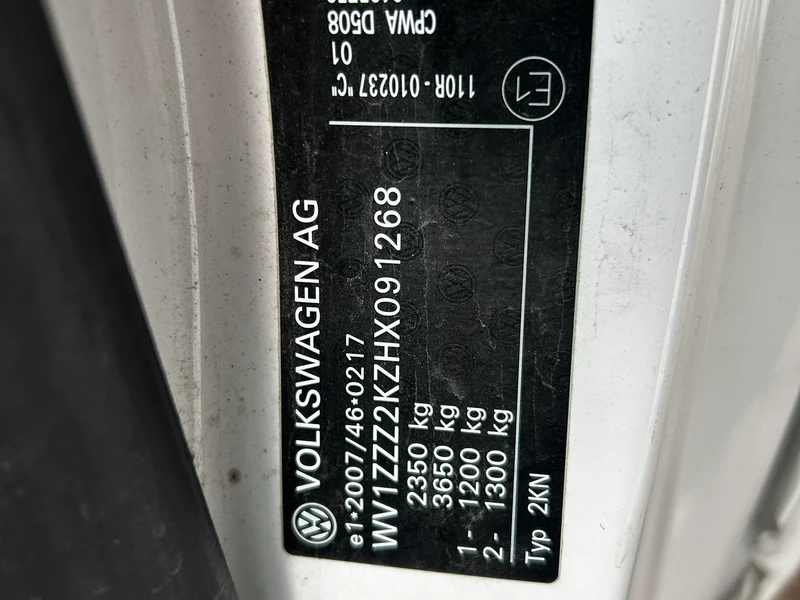 VOLKSWAGEN AG
e1*2007/46*0217
WV1ZZZ2KZHX091268
2350 kg
3650 kg
1- 1200 kg
2- 1300 kg
Typ 2KN
E1
110R-010237 "C"
01
CPWA D508